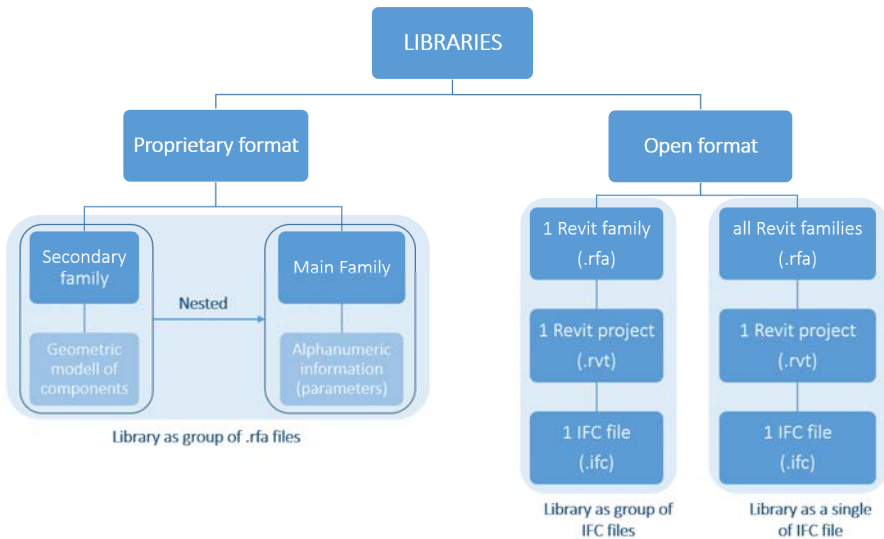 LIBRARIES
Proprietary format
Open format
Secondary
family
Main Family
Nested
Geometric
modell of
components
Alphanumeric
information
(parameters)
Library as group of .rfa files
1 Revit family
(.rfa)
1 Revit project
(.rvt)
1 IFC file
(.ifc)
Library as group of
IFC files
all Revit families
(.rfa)
1 Revit project
(.rvt)
1 IFC file
(.ifc)
Library as a single
of IFC file